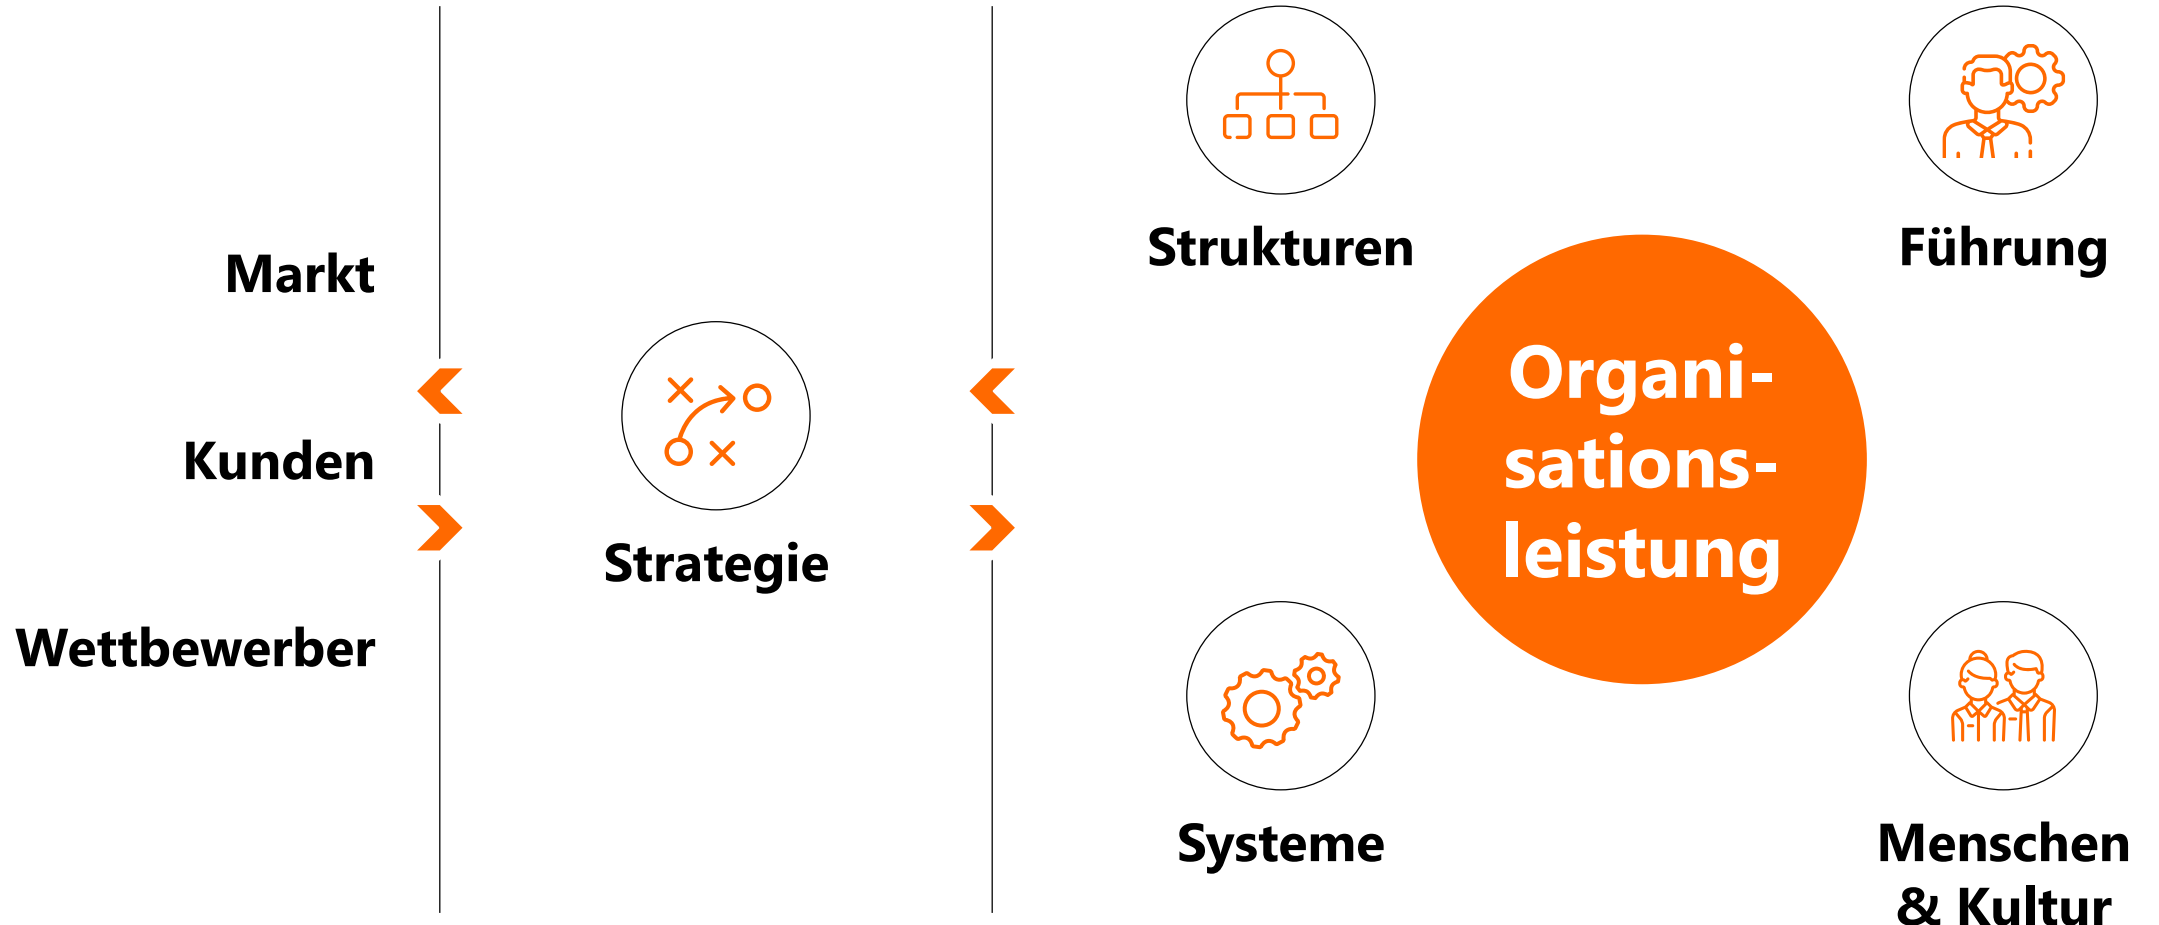 Markt
Kunden
Wettbewerber
Strategie
Strukturen
Führung
Organi-
sations-
leistung
Systeme
Menschen
& Kultur